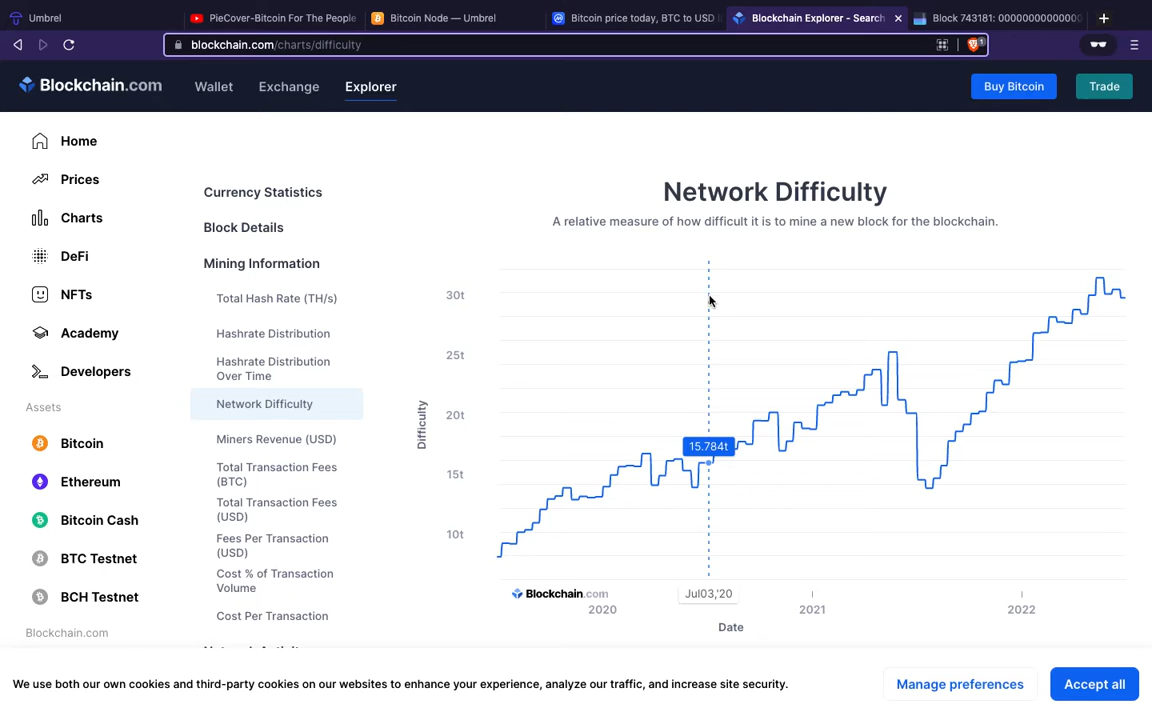 Umbrel
PieCover-Bitcoin For The People
Bitcoin Node — Umbrel
Bitcoin price today, BTC to USD
Blockchain Explorer - Search
Block 743181: 00000000000000
blockchain.com/charts/difficulty
1
Blockchain.com
Wallet
Exchange
Explorer
Buy Bitcoin
Trade
Home
Prices
Charts
DeFi
NFTs
Academy
Developers
Assets
Bitcoin
Ethereum
Bitcoin Cash
BTC Testnet
BCH Testnet
Blockchain.com
Currency Statistics
Block Details
Mining Information
Total Hash Rate (TH/s)
Hashrate Distribution
Hashrate Distribution
Over Time
Network Difficulty
Miners Revenue (USD)
Total Transaction Fees
(BTC)
Total Transaction Fees
(USD)
Fees Per Transaction
(USD)
Cost % of Transaction
Volume
Cost Per Transaction
Network Difficulty
A relative measure of how difficult it is to mine a new block for the blockchain.
30t
25t
20t
15t
10t
Difficulty
15.784t
Blockchain.com
Jul03,'20
2020
2021
2022
Date
We use both our own cookies and third-party cookies on our websites to enhance your experience, analyze our traffic, and increase site security.
Manage preferences
Accept all